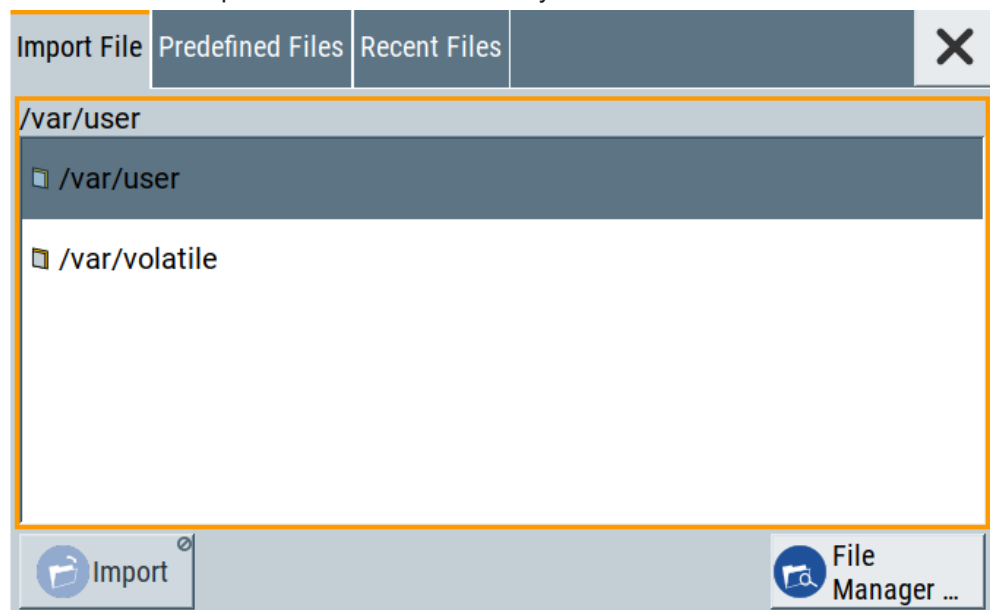 Import File Predefined Files Recent Files
/var/user
/var/user
/var/volatile
Import
File
Manager ...